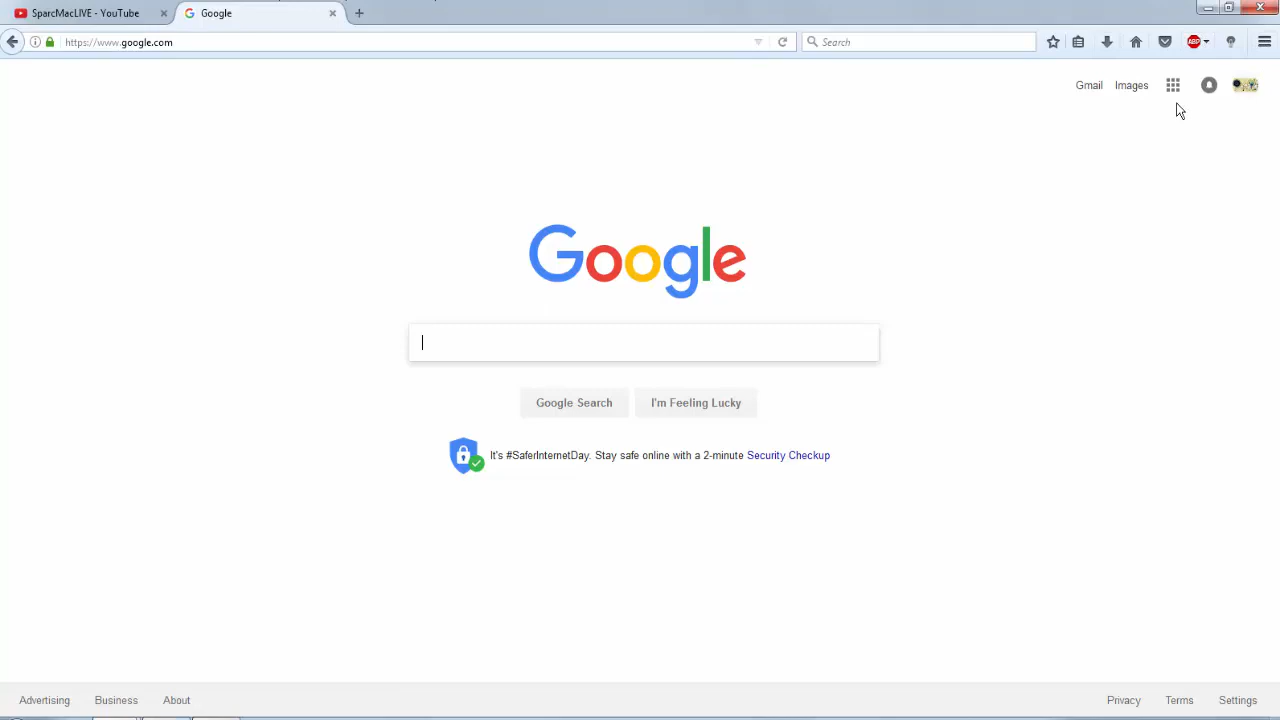 SparcMacLIVE - YouTube
Google
https://www.google.com
Search
ABP
Gmail Images
Google
Google Search I'm Feeling Lucky
It's #SaferInternetDay. Stay safe online with a 2-minute Security Checkup
Advertising Business About Privacy Terms Settings